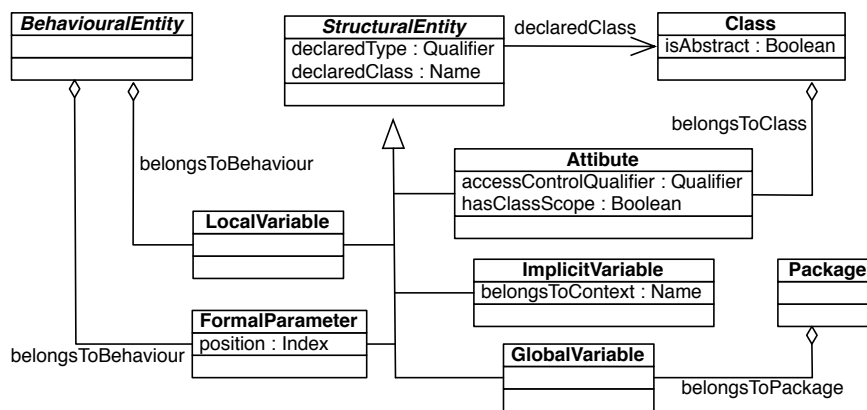 BehaviouralEntity
StructuralEntity
declaredType : Qualifier
declaredClass : Name
declaredClass
Class
isAbstract : Boolean
belongsToClass
belongsToBehaviour
Attibute
accessControlQualifier : Qualifier
hasClassScope : Boolean
LocalVariable
ImplicitVariable
belongsToContext : Name
Package
FormalParameter
position : Index
belongsToBehaviour
GlobalVariable
belongsToPackage